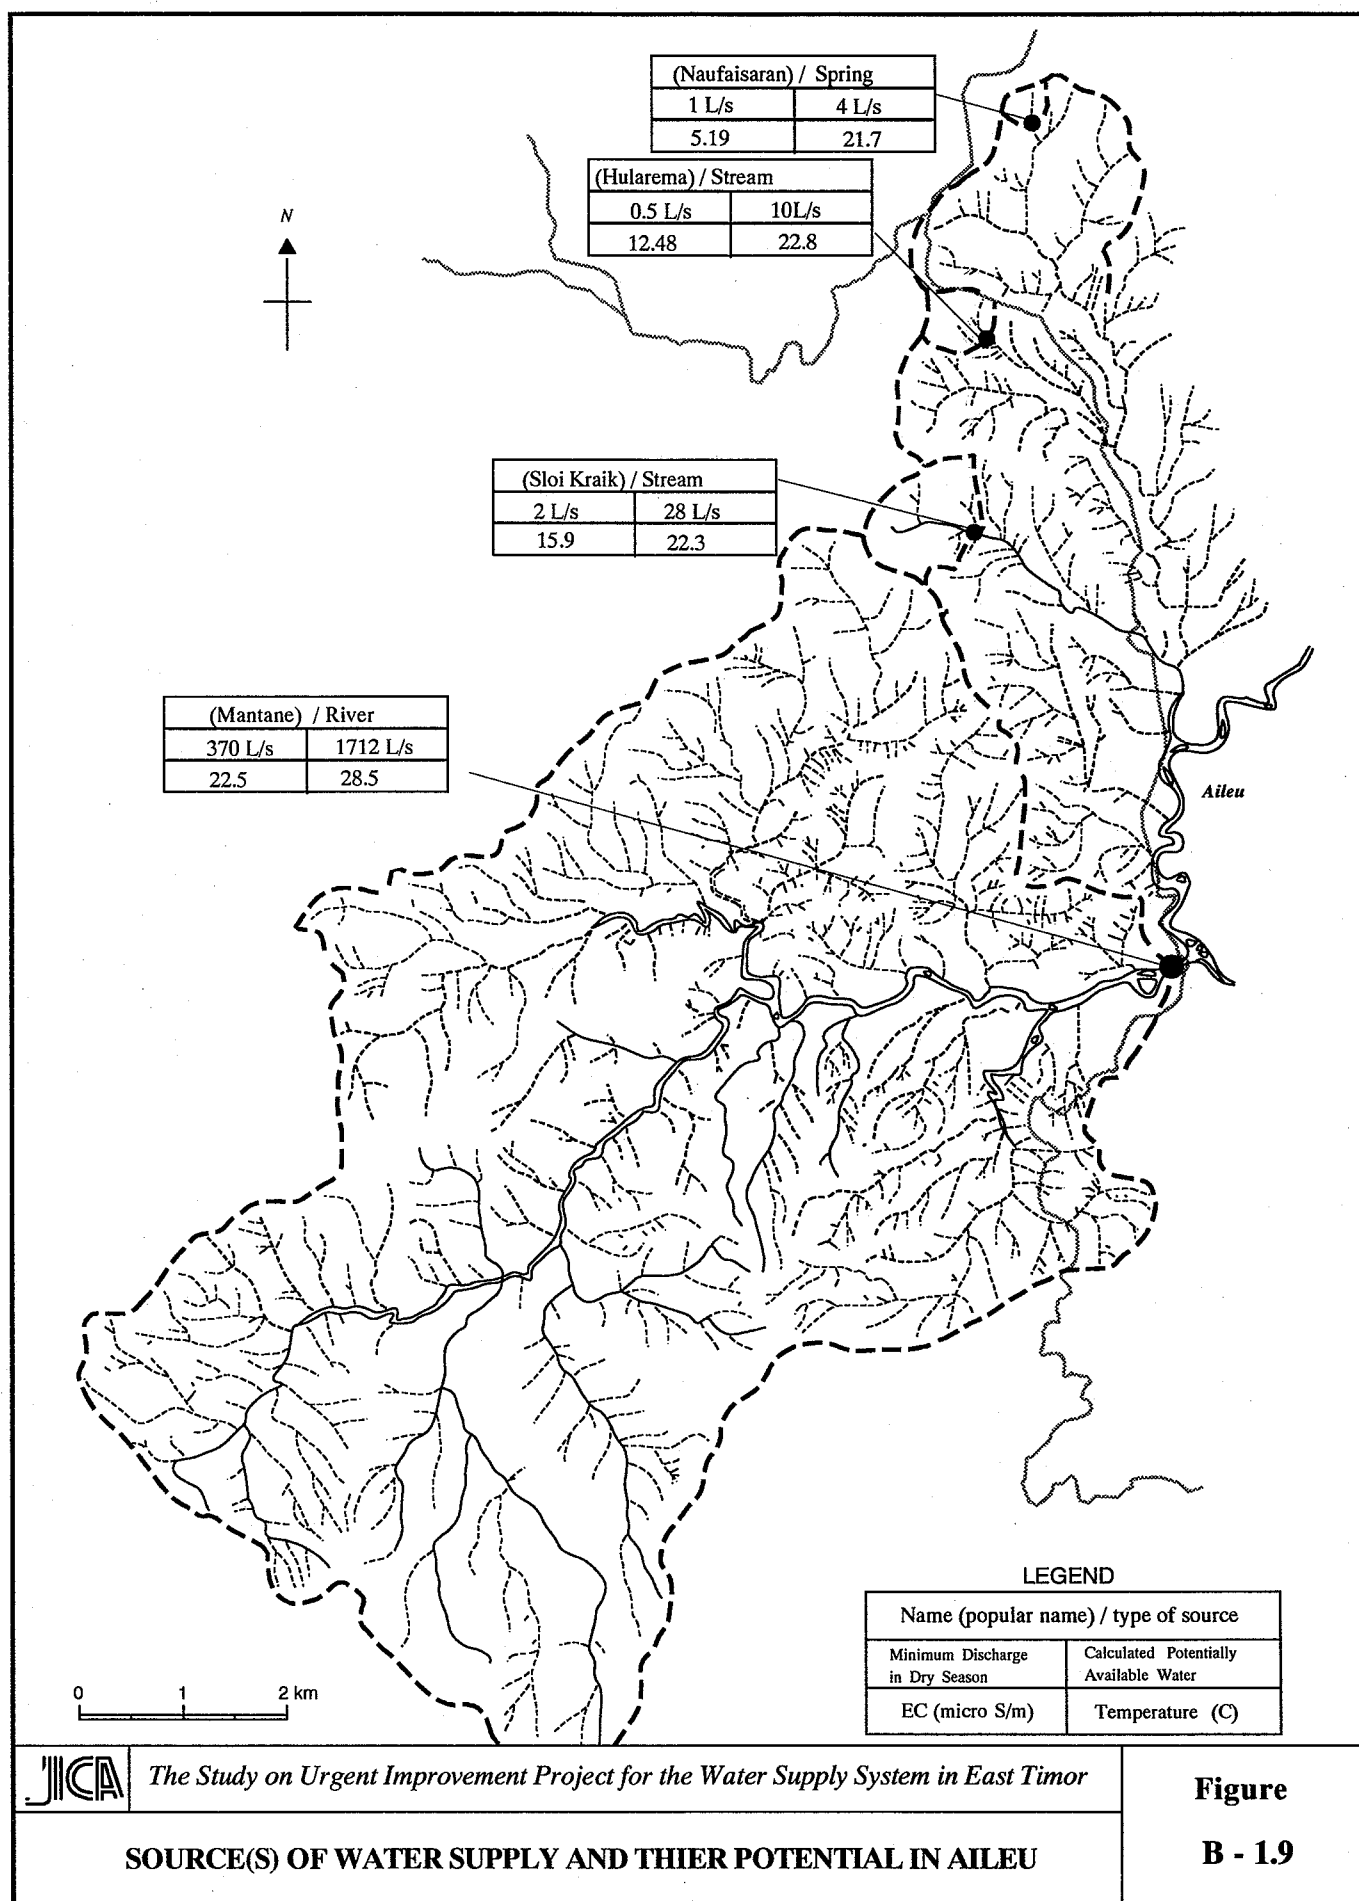 (Naufaisaran) / Spring
1 L/s 4 L/s
5.19 21.7
(Hularema) / Stream
0.5 L/s 10L/s
12.48 22.8
N
(Sloi Kraik) / Stream
2 L/s 28 L/s
15.9 22.3
(Mantane) / River
370 L/s 1712 L/s
22.5 28.5
Aileu
LEGEND
Name (popular name) / type of source
Minimum Discharge
in Dry Season
Calculated Potentially
Available Water
EC (micro S/m) Temperature (C)
0 1 2 km
JICA
The Study on Urgent Improvement Project for the Water Supply System in East Timor
SOURCE(S) OF WATER SUPPLY AND THIER POTENTIAL IN AILEU
Figure
B - 1.9